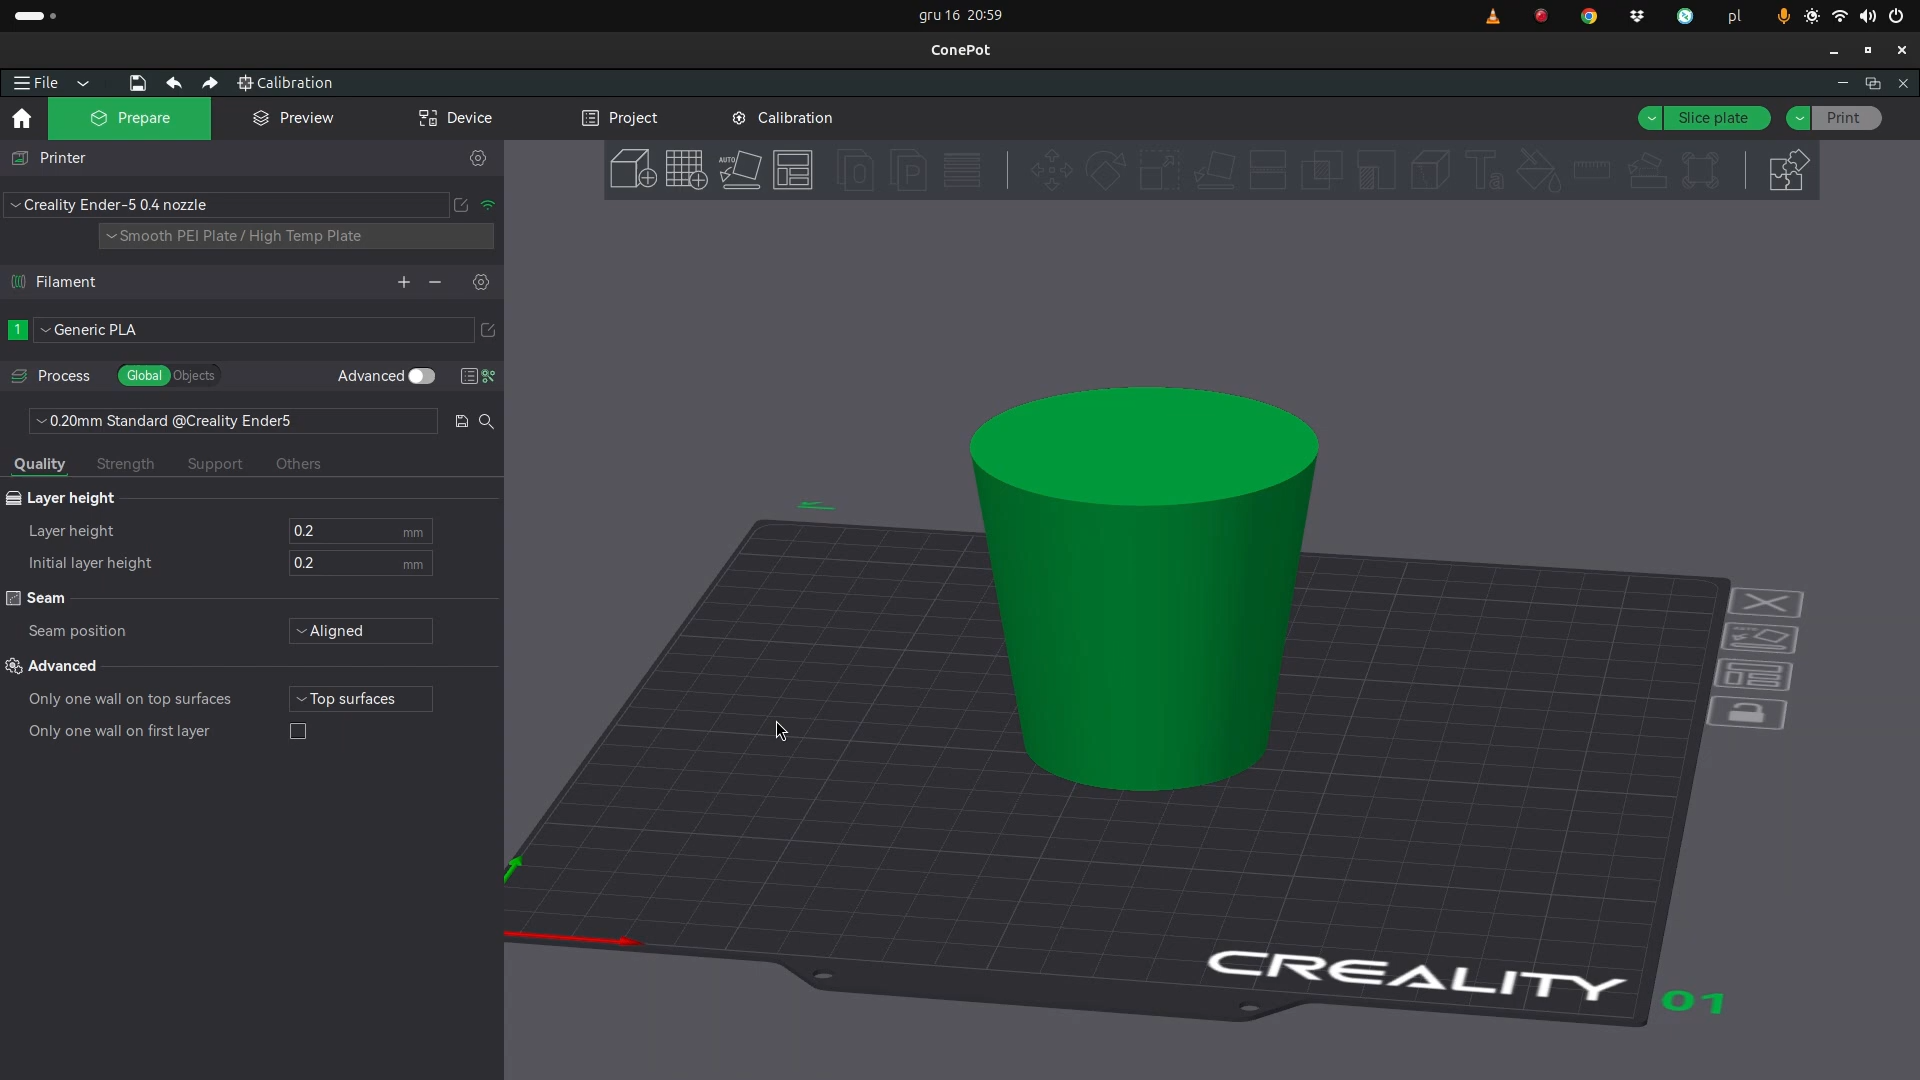 gru 16 20:59
pl
ConePot
File
Calibration
Prepare
Preview
Device
Project
Calibration
Slice plate
Print
Printer
AUTO
Creality Ender-5 0.4 nozzle
Smooth PEI Plate / High Temp Plate
Filament
1
Generic PLA
Process
Global
Objects
Advanced
0.20mm Standard @Creality Ender5
Quality
Strength
Support
Others
Layer height
Layer height
0.2
mm
Initial layer height
0.2
mm
Seam
Seam position
Aligned
Advanced
Only one wall on top surfaces
Top surfaces
Only one wall on first layer
CREALITY
01